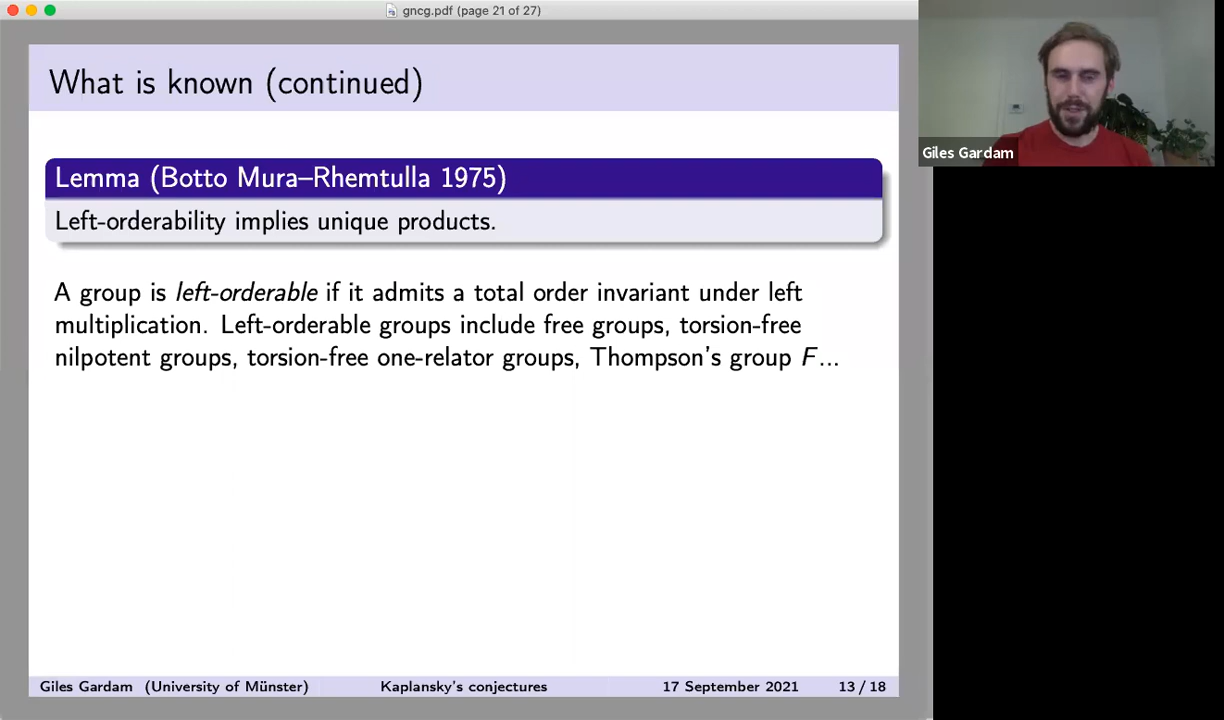 gncg.pdf (page 21 of 27)
What is known (continued)
Lemma (Botto Mura–Rhemtulla 1975)
Left-orderability implies unique products.
A group is left-orderable if it admits a total order invariant under left
multiplication. Left-orderable groups include free groups, torsion-free
nilpotent groups, torsion-free one-relator groups, Thompson's group F...
Giles Gardam (University of Münster) Kaplansky's conjectures 17 September 2021 13 / 18
Giles Gardam